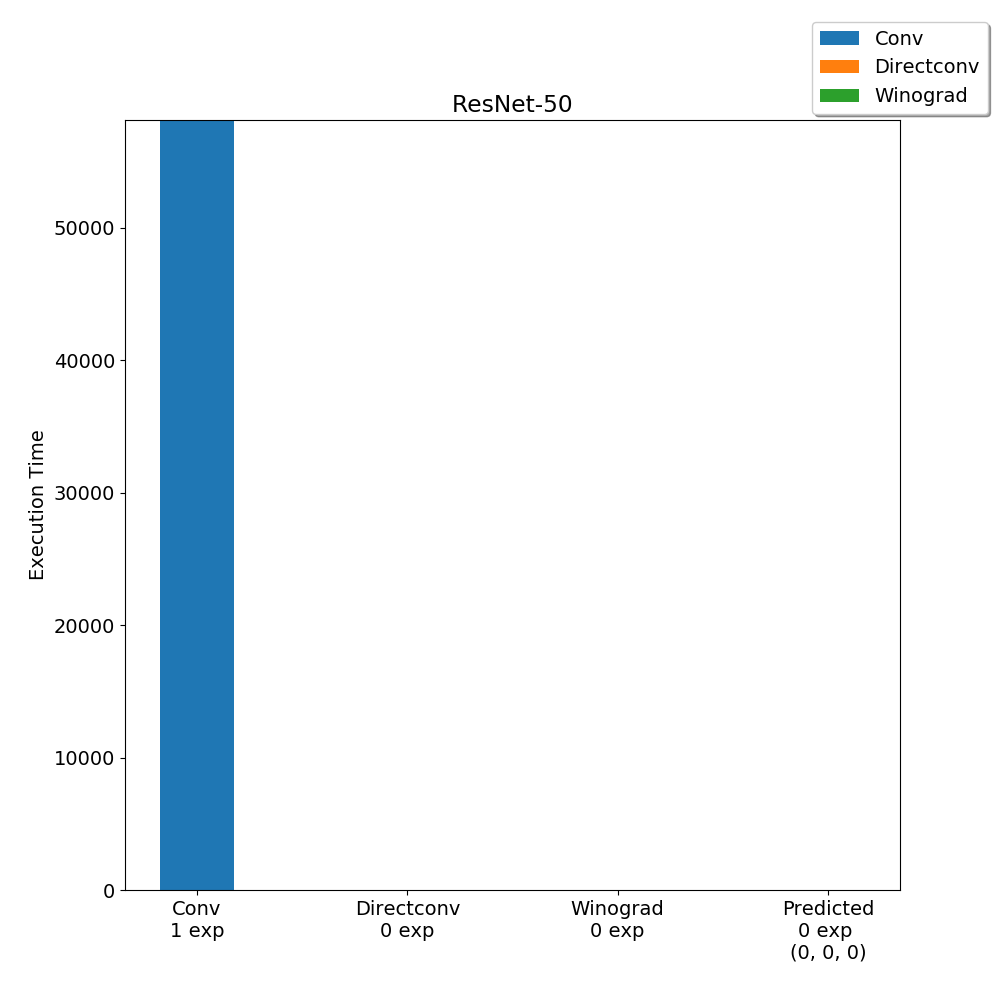 Conv
Directconv
Winograd
ResNet-50
Execution Time
50000
40000
30000
20000
10000
0
Conv
1 exp
Directconv
0 exp
Winograd
0 exp
Predicted
0 exp
(0, 0, 0)